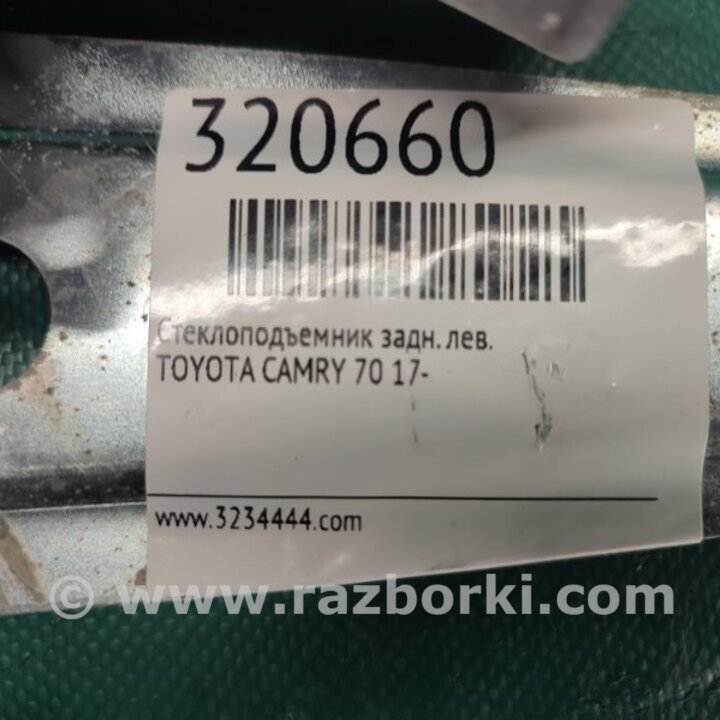 320660
Стеклоподъемник задн. лев.
TOYOTA CAMRY 70 17-
www.3234444.com
© www.razborki.com